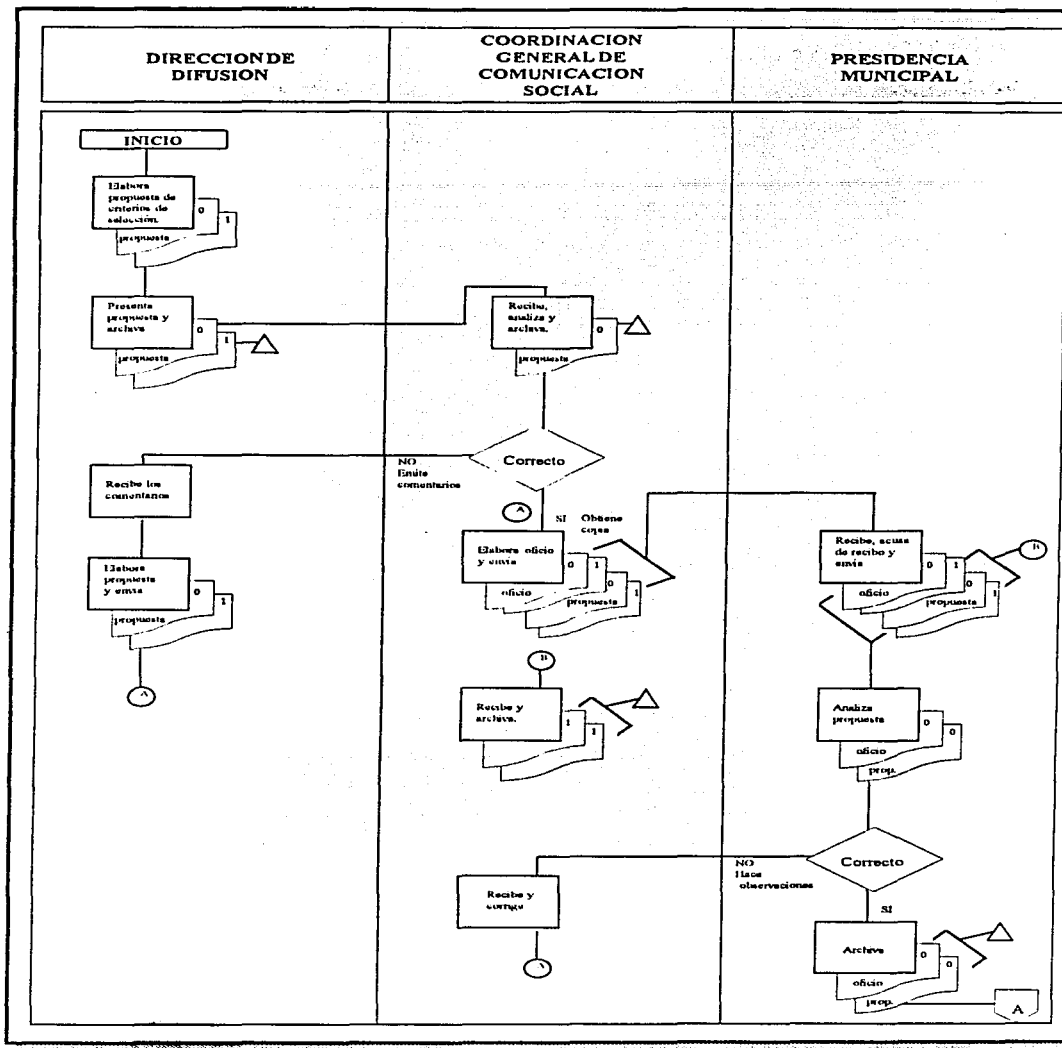 DIRECCION DE
DIFUSION
COORDINACION
GENERAL DE
COMUNICACION
SOCIAL
PRESIDENCIA
MUNICIPAL
INICIO
Elabora
propuesta de
criterios de
selección.
0
1
propuesta
Presenta
propuesta y
archiva
0
1
propuesta
Recibe,
analiza y
archiva.
0
propuesta
Correcto
NO
Emite
comentarios
Recibe los
comentarios
A
SI Obtiene
copia
Elabora oficio
y envía
0
1
0
1
oficio
propuesta
Recibe, acusa
de recibo y
envía
0
1
0
1
oficio
propuesta
B
Elabora
propuesta
y envía
0
1
propuesta
A
B
Recibe y
archiva.
1
1
Analiza
propuesta
0
0
oficio
prop.
Correcto
NO
Hace
observaciones
SI
Recibe y
corrige
Archiva
0
0
oficio
prop.
A